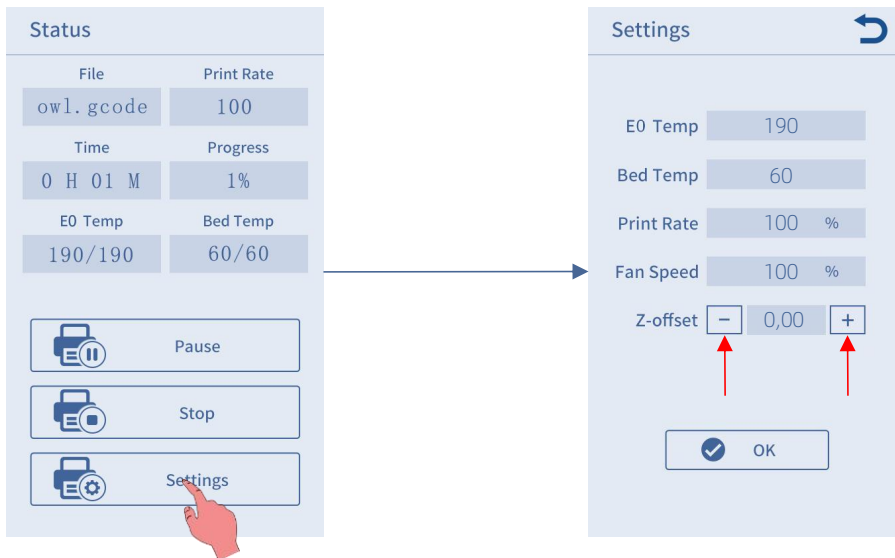 Status
File
Print Rate
owl.gcode
100
Time
Progress
0 H 01 M
1%
E0 Temp
Bed Temp
190/190
60/60
Pause
Stop
Settings
Settings
E0 Temp 190
Bed Temp 60
Print Rate 100 %
Fan Speed 100 %
Z-offset − 0,00 +
OK